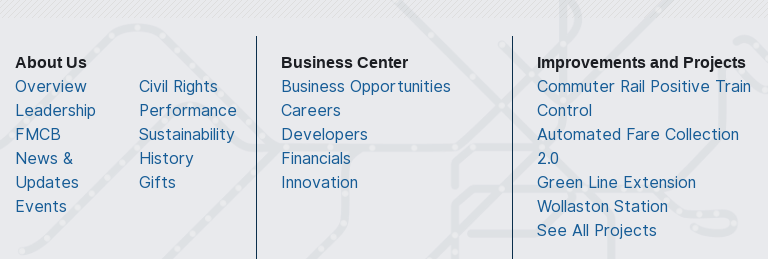 About Us
Overview
Leadership
FMCB
News &
Updates
Events
Civil Rights
Performance
Sustainability
History
Gifts
Business Center
Business Opportunities
Careers
Developers
Financials
Innovation
Improvements and Projects
Commuter Rail Positive Train
Control
Automated Fare Collection
2.0
Green Line Extension
Wollaston Station
See All Projects